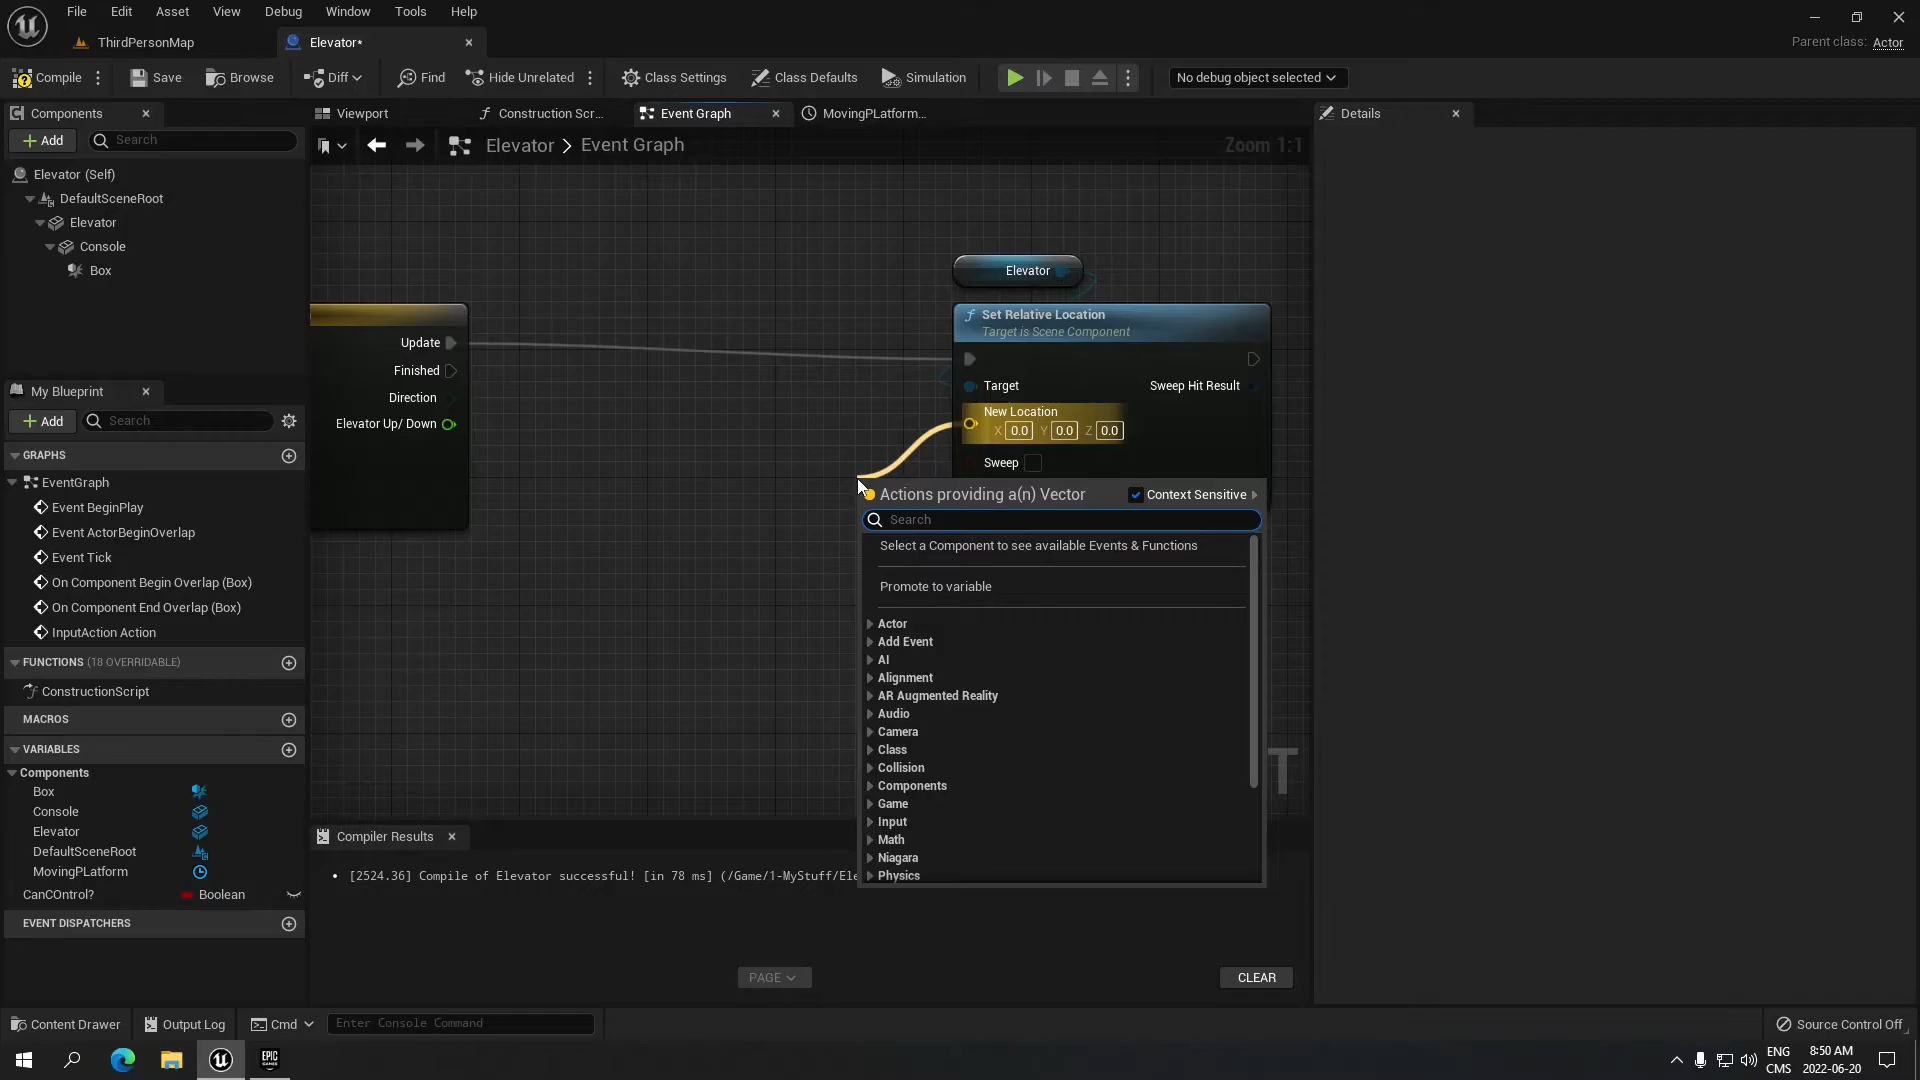 File Edit Asset View Debug Window Tools Help
ThirdPersonMap
Elevator*
Parent class: Actor
Compile
Save
Browse
Diff
Find
Hide Unrelated
Class Settings
Class Defaults
Simulation
No debug object selected
Components
Add
Search
Elevator (Self)
DefaultSceneRoot
Elevator
Console
Box
My Blueprint
Add
Search
GRAPHS
EventGraph
Event BeginPlay
Event ActorBeginOverlap
Event Tick
On Component Begin Overlap (Box)
On Component End Overlap (Box)
InputAction Action
FUNCTIONS (18 OVERRIDABLE)
ConstructionScript
MACROS
VARIABLES
Components
Box
Console
Elevator
DefaultSceneRoot
MovingPLatform
CanCOntrol?
Boolean
EVENT DISPATCHERS
Viewport
Construction Scr...
Event Graph
MovingPLatform...
Elevator > Event Graph
Zoom 1:1
Update
Finished
Direction
Elevator Up/ Down
Elevator
Set Relative Location
Target is Scene Component
Target
Sweep Hit Result
New Location
X 0.0 Y 0.0 Z 0.0
Sweep
Actions providing a(n) Vector
Context Sensitive
Search
Select a Component to see available Events & Functions
Promote to variable
Actor
Add Event
AI
Alignment
AR Augmented Reality
Audio
Camera
Class
Collision
Components
Game
Input
Math
Niagara
Physics
T
Compiler Results
[2524.36] Compile of Elevator successful! [in 78 ms] (/Game/1-MyStuff/Ele
PAGE
CLEAR
Details
Content Drawer
Output Log
Cmd
Enter Console Command
Source Control Off
EPIC
GAMES
ENG
CMS
8:50 AM
2022-06-20